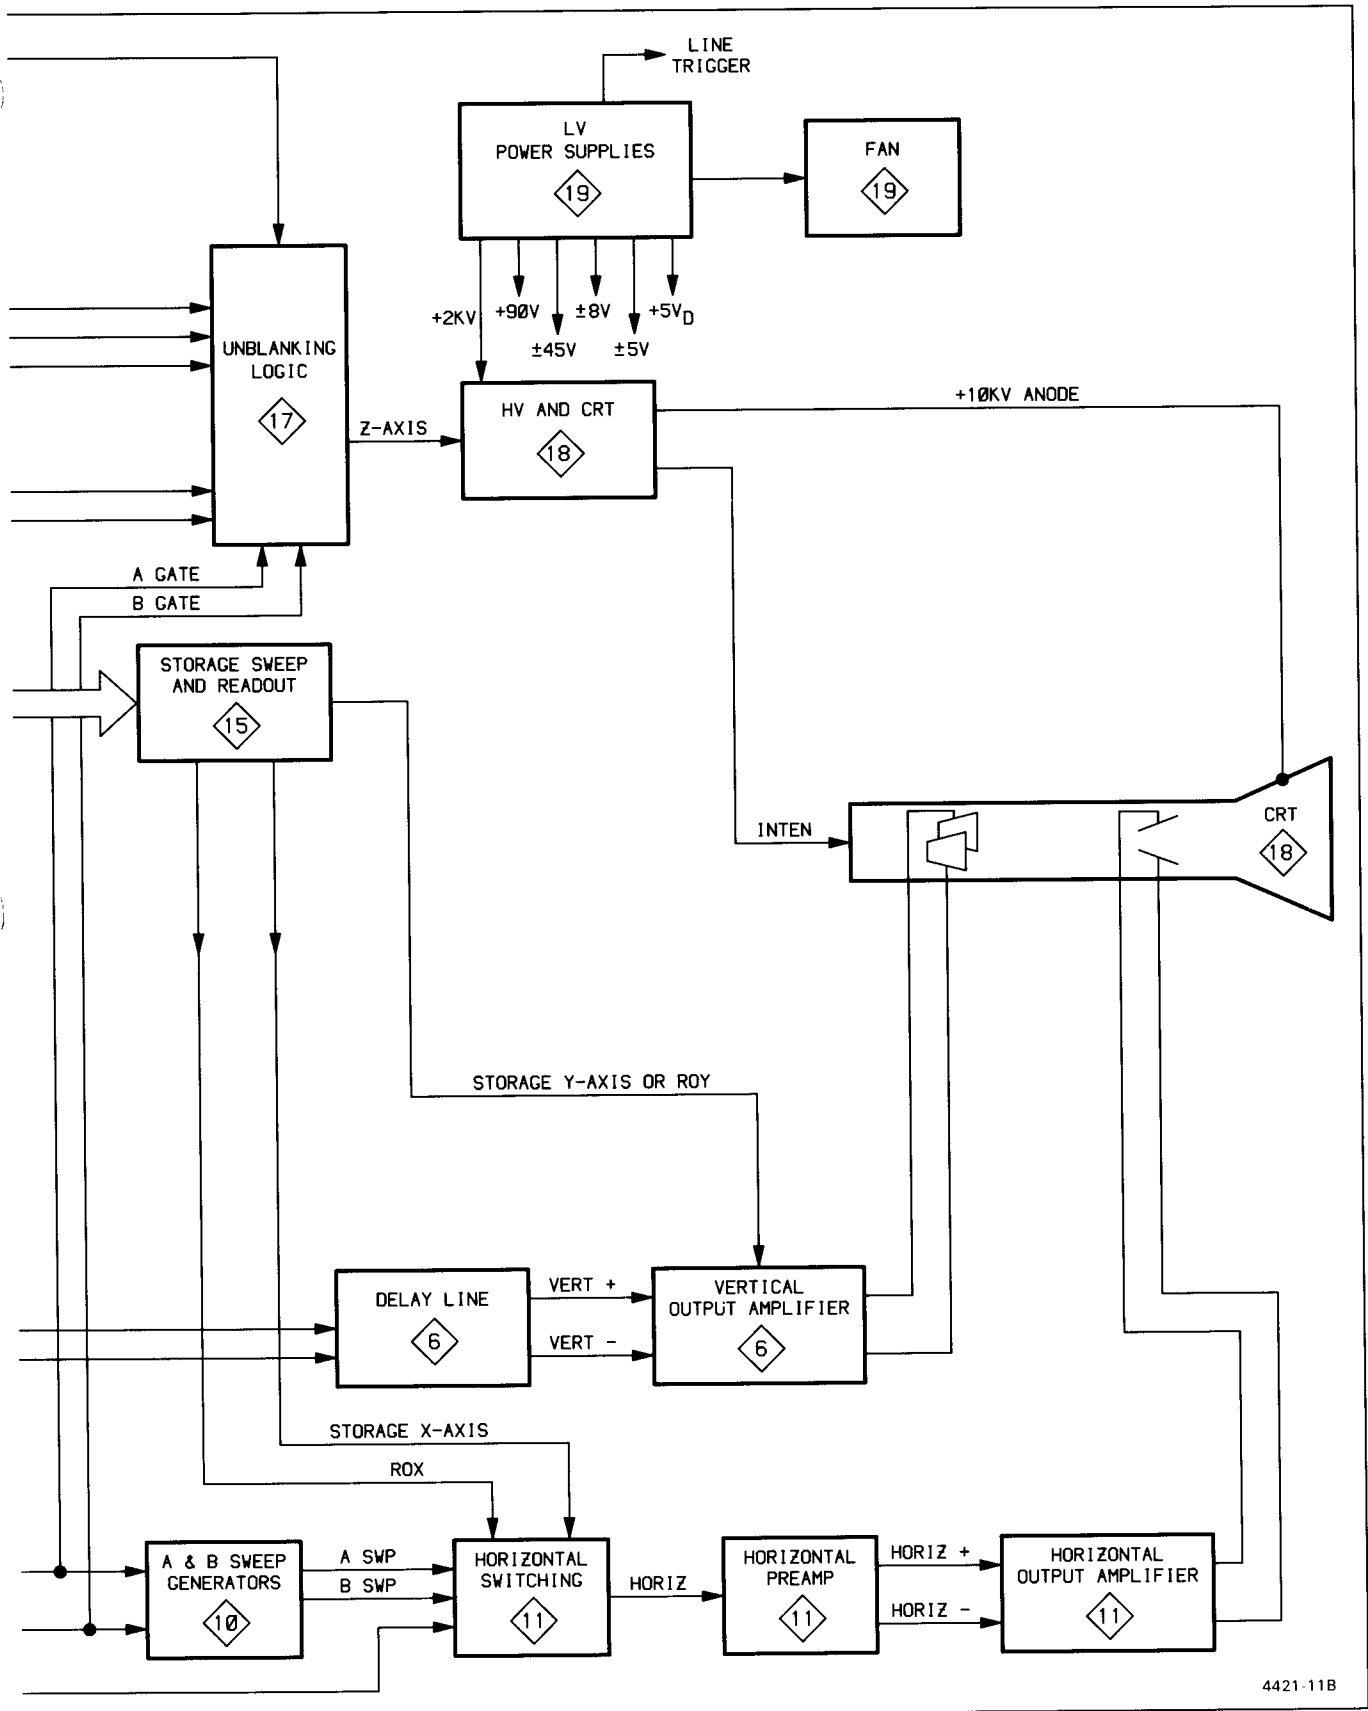 LINE
TRIGGER
LV
POWER SUPPLIES
19
FAN
19
+2KV
+90V
±45V
±8V
±5V
+5VD
UNBLANKING
LOGIC
17
Z-AXIS
HV AND CRT
18
+10KV ANODE
A GATE
B GATE
STORAGE SWEEP
AND READOUT
15
INTEN
CRT
18
STORAGE Y-AXIS OR ROY
DELAY LINE
6
VERT +
VERT -
VERTICAL
OUTPUT AMPLIFIER
6
STORAGE X-AXIS
ROX
A & B SWEEP
GENERATORS
10
A SWP
B SWP
HORIZONTAL
SWITCHING
11
HORIZ
HORIZONTAL
PREAMP
11
HORIZ +
HORIZ -
HORIZONTAL
OUTPUT AMPLIFIER
11
4421-11B